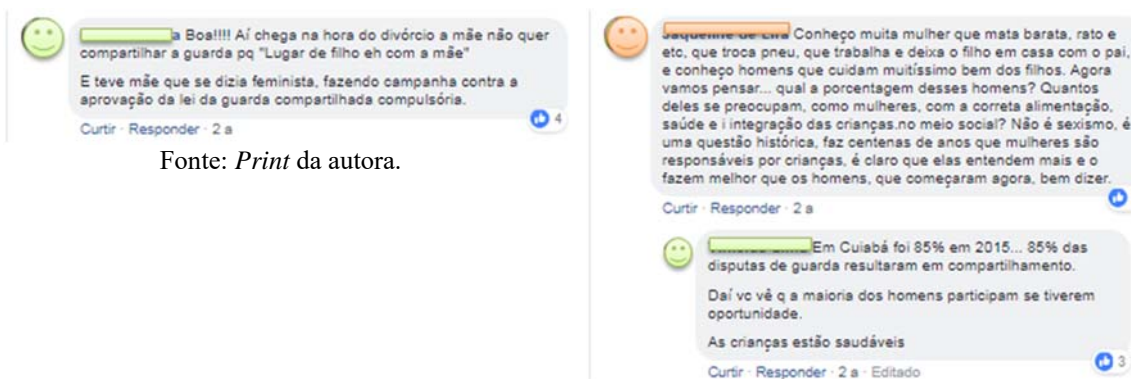 a Boa!!!! Aí chega na hora do divórcio a mãe não quer
compartilhar a guarda pq "Lugar de filho eh com a mãe"
E teve mãe que se dizia feminista, fazendo campanha contra a
aprovação da lei da guarda compartilhada compulsória.
Curtir · Responder · 2 a
4
Fonte: Print da autora.
Conheço muita mulher que mata barata, rato e
etc, que troca pneu, que trabalha e deixa o filho em casa com o pai,
e conheço homens que cuidam muitíssimo bem dos filhos. Agora
vamos pensar... qual a porcentagem desses homens? Quantos
deles se preocupam, como mulheres, com a correta alimentação,
saúde e i integração das crianças.no meio social? Não é sexismo, é
uma questão histórica, faz centenas de anos que mulheres são
responsáveis por crianças, é claro que elas entendem mais e o
fazem melhor que os homens, que começaram agora, bem dizer.
Curtir · Responder · 2 a
Em Cuiabá foi 85% em 2015... 85% das
disputas de guarda resultaram em compartilhamento.
Daí vc vê q a maioria dos homens participam se tiverem
oportunidade.
As crianças estão saudáveis
Curtir · Responder · 2 a · Editado
3